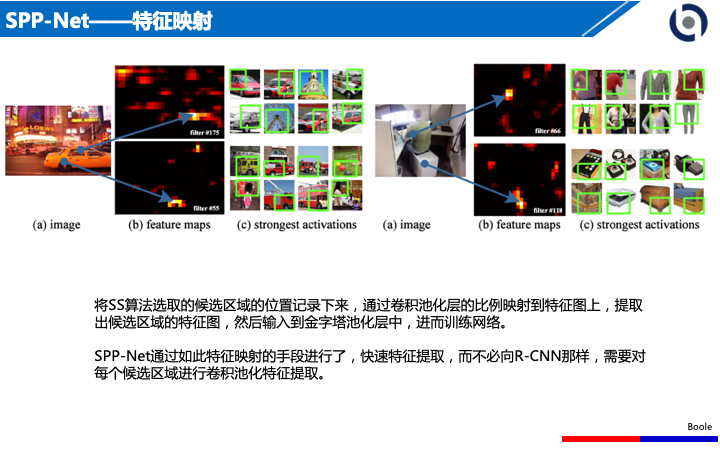 SPP-Net——特征映射
LOEWS
filter #175
filter #55
filter #66
filter #118
(a) image (b) feature maps (c) strongest activations (a) image (b) feature maps (c) strongest activations
将SS算法选取的候选区域的位置记录下来，通过卷积池化层的比例映射到特征图上，提取
出候选区域的特征图，然后输入到金字塔池化层中，进而训练网络。
SPP-Net通过如此特征映射的手段进行了，快速特征提取，而不必向R-CNN那样，需要对
每个候选区域进行卷积池化特征提取。
Boole